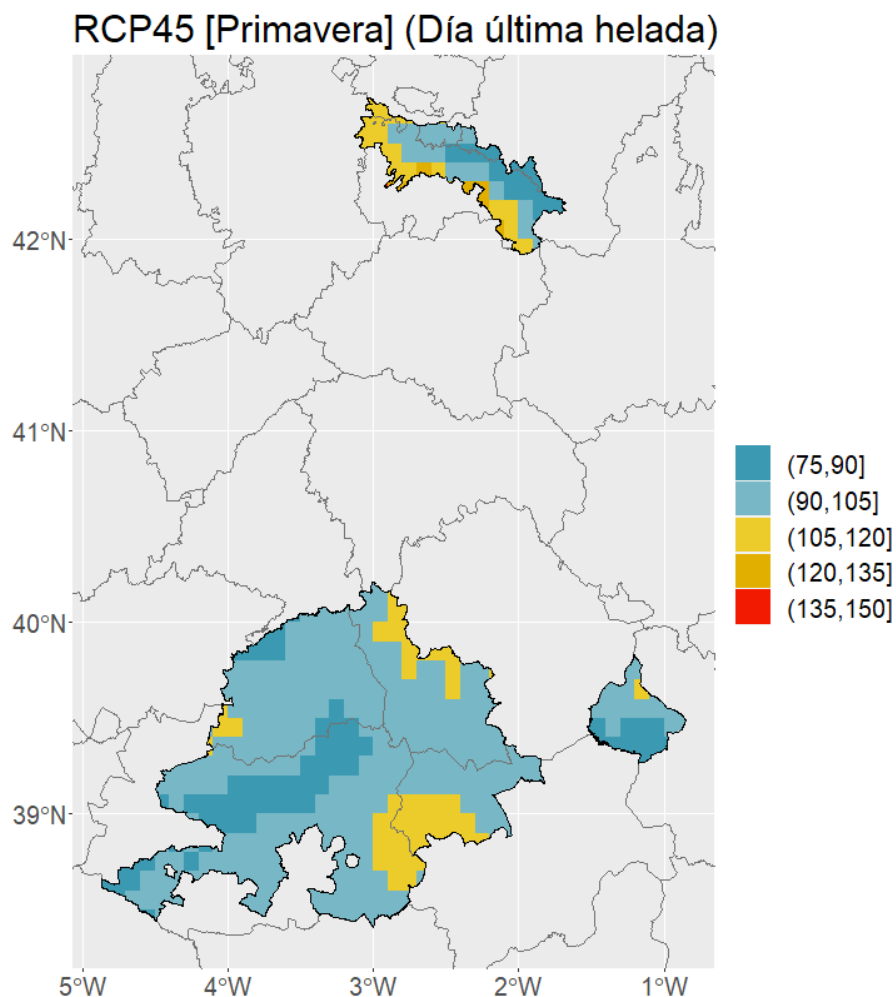 RCP45 [Primavera] (Día última helada)
42°N
41°N
40°N
39°N
5°W
4°W
3°W
2°W
1°W
(75,90]
(90,105]
(105,120]
(120,135]
(135,150]